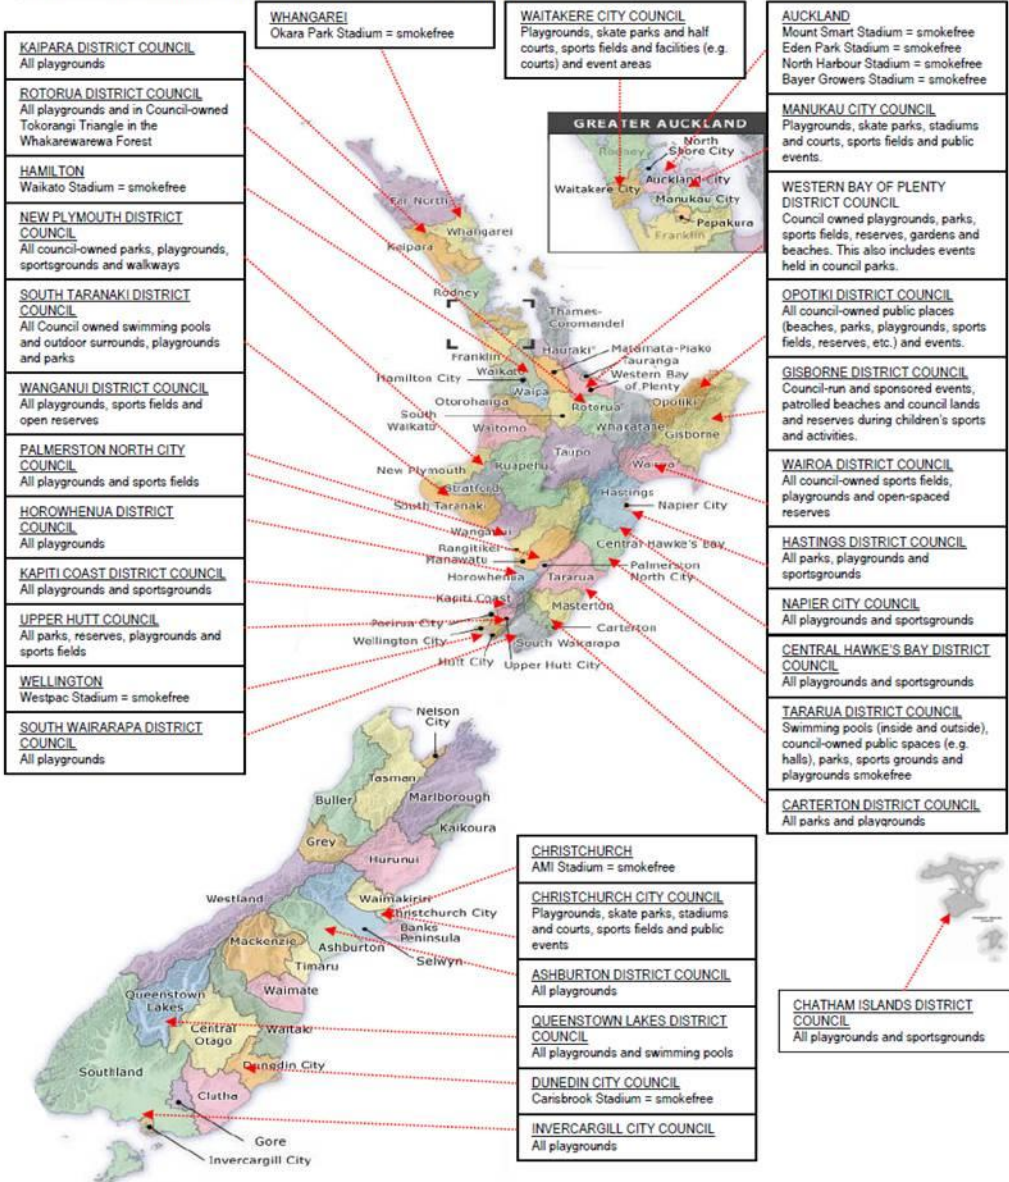 WHANGAREI
Okara Park Stadium = smokefree
WAITAKERE CITY COUNCIL
Playgrounds, skate parks and half
courts, sports fields and facilities (e.g.
courts) and event areas
AUCKLAND
Mount Smart Stadium = smokefree
Eden Park Stadium = smokefree
North Harbour Stadium = smokefree
Bayer Growers Stadium = smokefree
KAIPARA DISTRICT COUNCIL
All playgrounds
ROTORUA DISTRICT COUNCIL
All playgrounds and in Council-owned
Tokorangi Triangle in the
Whakarewarewa Forest
HAMILTON
Waikato Stadium = smokefree
NEW PLYMOUTH DISTRICT
COUNCIL
All council-owned parks, playgrounds,
sportsgrounds and walkways
SOUTH TARANAKI DISTRICT
COUNCIL
All Council owned swimming pools
and outdoor surrounds, playgrounds
and parks
WANGANUI DISTRICT COUNCIL
All playgrounds, sports fields and
open reserves
PALMERSTON NORTH CITY
COUNCIL
All playgrounds and sports fields
HOROWHENUA DISTRICT
COUNCIL
All playgrounds
KAPITI COAST DISTRICT COUNCIL
All playgrounds and sportsgrounds
UPPER HUTT COUNCIL
All parks, reserves, playgrounds and
sports fields
WELLINGTON
Westpac Stadium = smokefree
SOUTH WAIRARAPA DISTRICT
COUNCIL
All playgrounds
MANUKAU CITY COUNCIL
Playgrounds, skate parks, stadiums
and courts, sports fields and public
events.
WESTERN BAY OF PLENTY
DISTRICT COUNCIL
Council owned playgrounds, parks,
sports fields, reserves, gardens and
beaches. This also includes events
held in council parks.
OPOTIKI DISTRICT COUNCIL
All council-owned public places
(beaches, parks, playgrounds, sports
fields, reserves, etc.) and events.
GISBORNE DISTRICT COUNCIL
Council-run and sponsored events,
patrolled beaches and council lands
and reserves during children's sports
and activities.
WAIROA DISTRICT COUNCIL
All council-owned sports fields,
playgrounds and open-spaced
reserves
HASTINGS DISTRICT COUNCIL
All parks, playgrounds and
sportsgrounds
NAPIER CITY COUNCIL
All playgrounds and sportsgrounds
CENTRAL HAWKE'S BAY DISTRICT
COUNCIL
All playgrounds and sportsgrounds
TARARUA DISTRICT COUNCIL
Swimming pools (inside and outside),
council-owned public spaces (e.g.
halls), parks, sports grounds and
playgrounds smokefree
CARTERTON DISTRICT COUNCIL
All parks and playgrounds
GREATER AUCKLAND
Rodney
North
Shore City
Auckland City
Waitakere City
Manukau City
Papakura
Franklin
Far North
Whangarei
Kaipara
Rodney
Thames-
Coromandel
Franklin
Hauraki
Matamata-Piako
Tauranga
Waikato
Western Bay
of Plenty
Hamilton City
Waipa
Otorohanga
Rotorua
Opotiki
South
Waikato
Waitomo
Whakatane
Gisborne
Taupo
New Plymouth
Ruapehu
Wairoa
Stratford
Hastings
South Taranaki
Napier City
Wanganui
Rangitikei
Central Hawke's Bay
Manawatu
Palmerston
North City
Horowhenua
Tararua
Kapiti Coast
Masterton
Porirua City
Carterton
Wellington City
South Wakarapa
Hutt City
Upper Hutt City
Nelson
City
Tasman
Marlborough
Buller
Kaikoura
Grey
Hurunui
Westland
Waimakiriri
Christchurch City
Banks
Peninsula
Mackenzie
Ashburton
Selwyn
Timaru
Waimate
Queenstown
Lakes
Waitaki
Central
Otago
Southland
Dunedin City
Clutha
Gore
Invercargill City
CHRISTCHURCH
AMI Stadium = smokefree
CHRISTCHURCH CITY COUNCIL
Playgrounds, skate parks, stadiums
and courts, sports fields and public
events
ASHBURTON DISTRICT COUNCIL
All playgrounds
QUEENSTOWN LAKES DISTRICT
COUNCIL
All playgrounds and swimming pools
DUNEDIN CITY COUNCIL
Carisbrook Stadium = smokefree
INVERCARGILL CITY COUNCIL
All playgrounds
CHATHAM ISLANDS DISTRICT
COUNCIL
All playgrounds and sportsgrounds